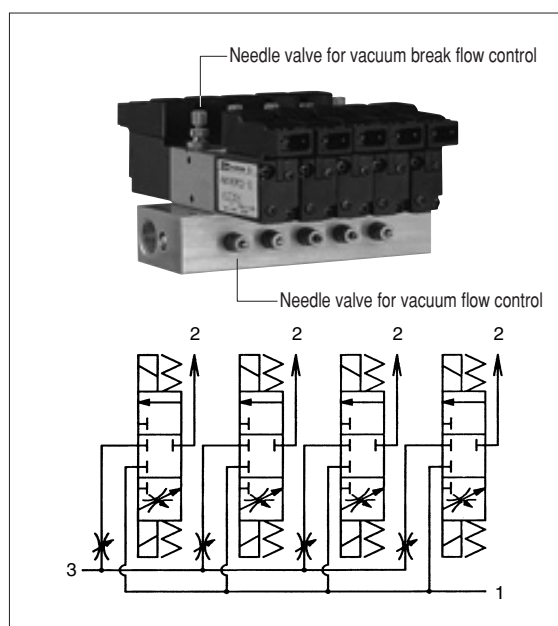 Needle valve for vacuum break flow control
Needle valve for vacuum flow control
2 2 2 2
3
1